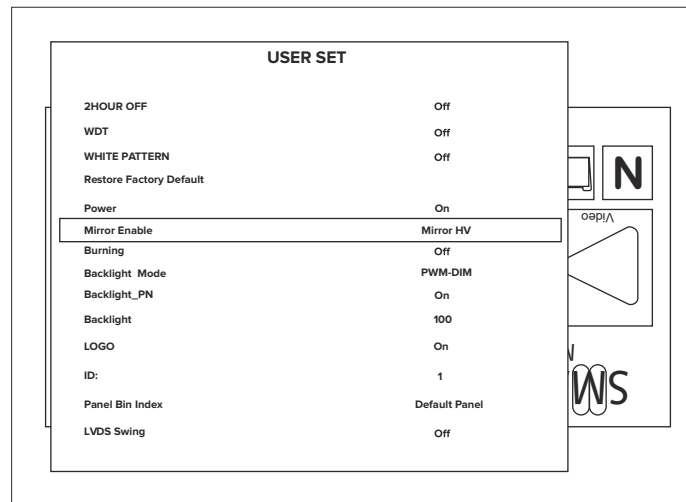 USER SET
2HOUR OFF Off
WDT Off
WHITE PATTERN Off
Restore Factory Default
Power On
Mirror Enable Mirror HV
Burning Off
Backlight Mode PWM-DIM
Backlight_PN On
Backlight 100
LOGO On
ID: 1
Panel Bin Index Default Panel
LVDS Swing Off
N
Video